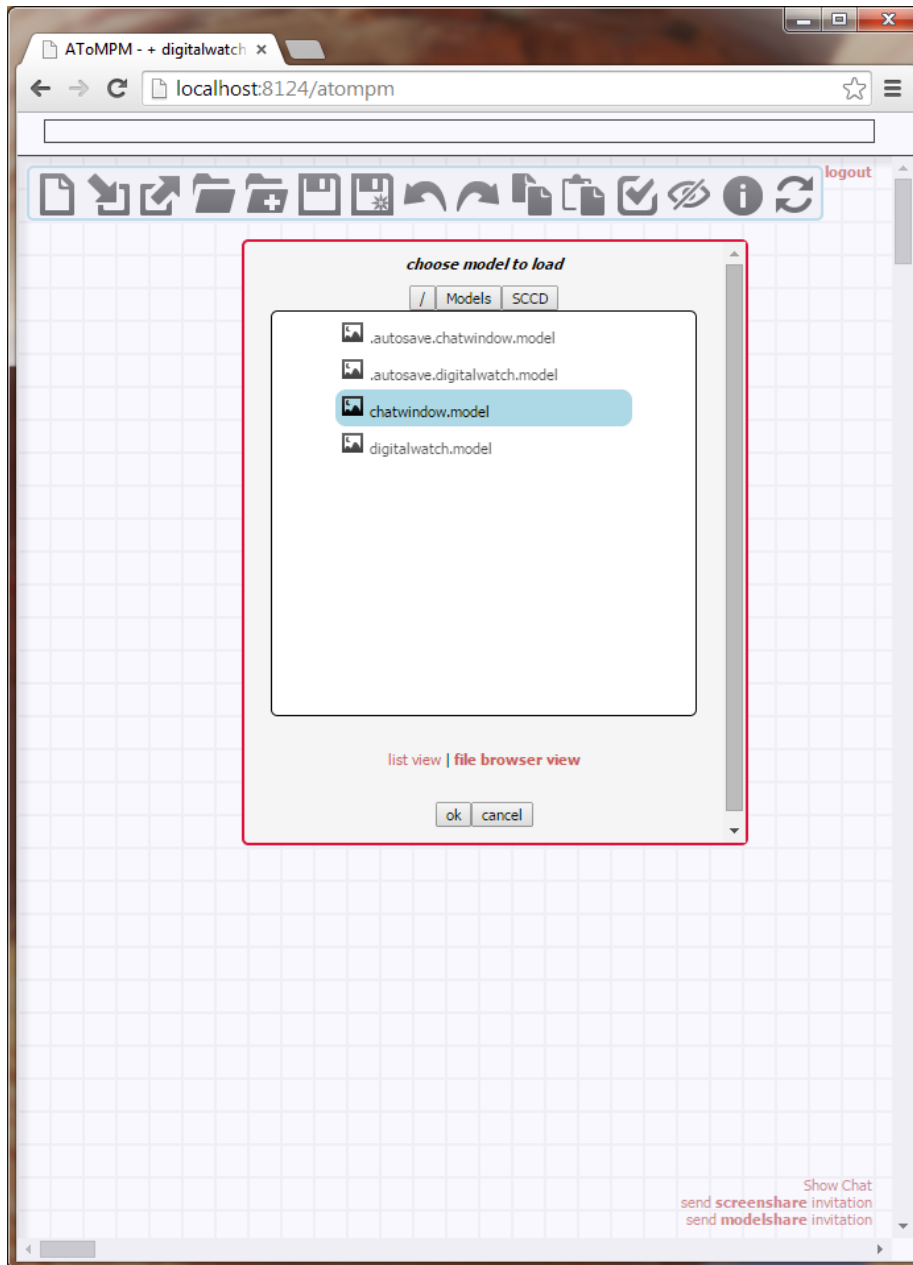 AToMPM - + digitalwatch
localhost:8124/atompm
logout
choose model to load
/ Models SCCD
.autosave.chatwindow.model
.autosave.digitalwatch.model
chatwindow.model
digitalwatch.model
list view | file browser view
ok cancel
Show Chat
send screenshare invitation
send modelshare invitation